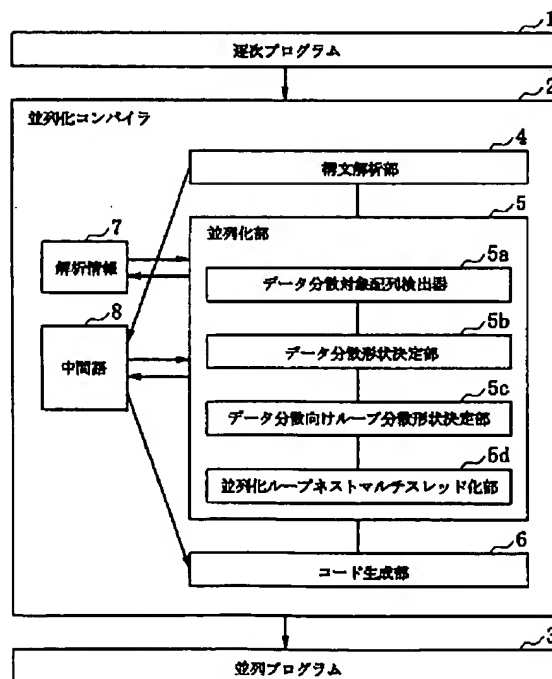 1
逐次プログラム
2
並列化コンパイラ
4
構文解析部
5
並列化部
7
解析情報
5a
データ分散対象配列検出器
8
中間語
5b
データ分散形状決定部
5c
データ分散向けループ分散形状決定部
5d
並列化ループネストマルチスレッド化部
6
コード生成部
3
並列プログラム